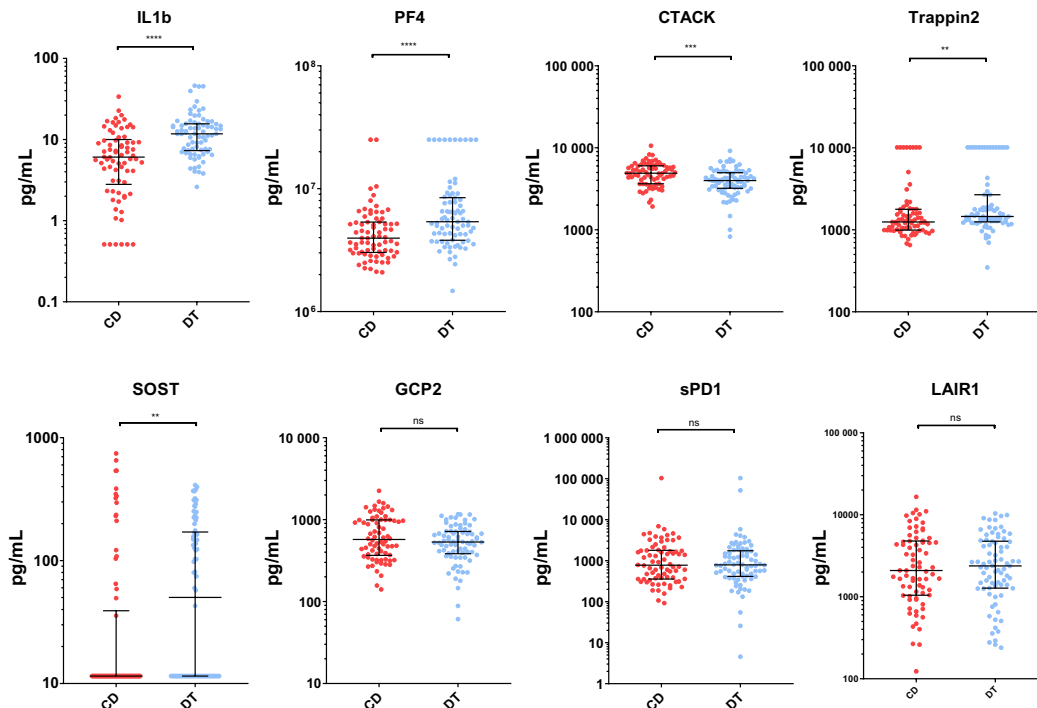 IL1b
****
100
10
1
0.1
pg/mL
CD
DT
PF4
****
10⁸
10⁷
10⁶
pg/mL
CD
DT
CTACK
***
100 000
10 000
1000
100
pg/mL
CD
DT
Trappin2
**
100 000
10 000
1000
100
pg/mL
CD
DT
SOST
**
1000
100
10
pg/mL
CD
DT
GCP2
ns
10 000
1000
100
10
pg/mL
CD
DT
sPD1
ns
1 000 000
100 000
10 000
1000
100
10
1
pg/mL
CD
DT
LAIR1
ns
100 000
10000
1000
100
pg/mL
CD
DT